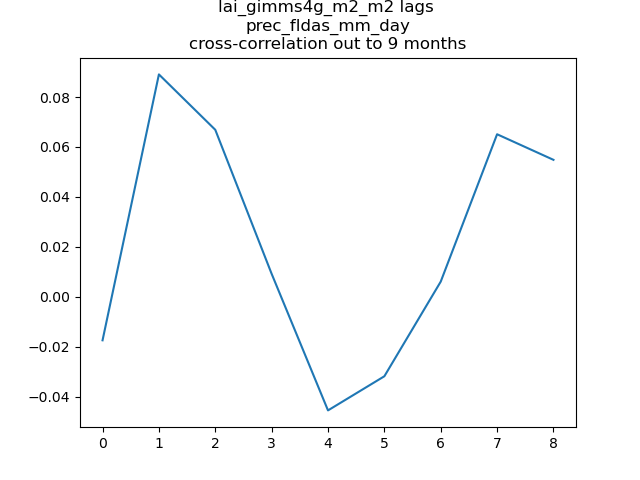 lai_gimms4g_m2_m2 lags
prec_fldas_mm_day
cross-correlation out to 9 months
0.08
0.06
0.04
0.02
0.00
−0.02
−0.04
0 1 2 3 4 5 6 7 8